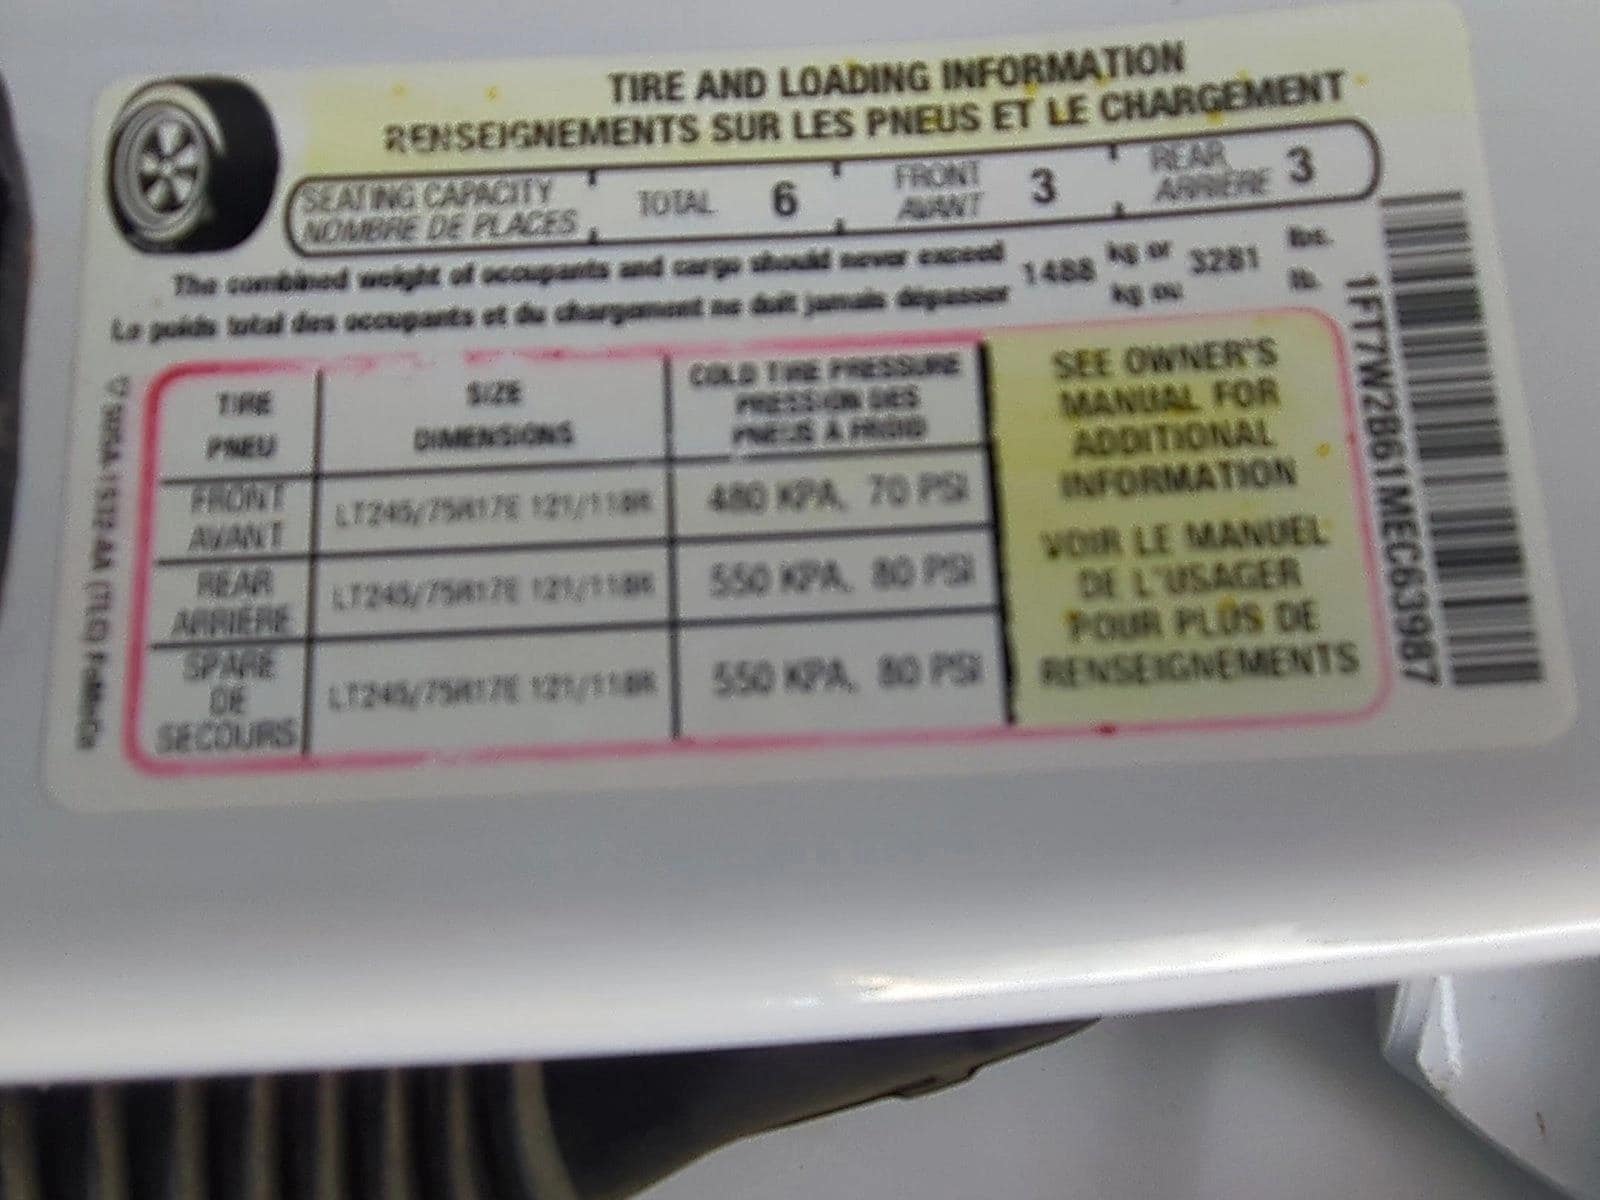 TIRE AND LOADING INFORMATION
RENSEIGNEMENTS SUR LES PNEUS ET LE CHARGEMENT
SEATING CAPACITY
NOMBRE DE PLACES
TOTAL 6
FRONT
AVANT
3
REAR
ARRIÈRE
3
The combined weight of occupants and cargo should never exceed 1488 kg or 3281 lbs.
Le poids total des occupants et du chargement ne doit jamais dépasser kg ou lb.
TIRE
PNEU
SIZE
DIMENSIONS
COLD TIRE PRESSURE
PRESSION DES
PNEUS À FROID
FRONT
AVANT
LT245/75R17E 121/118R
480 KPA, 70 PSI
REAR
ARRIÈRE
LT245/75R17E 121/118R
550 KPA, 80 PSI
SPARE
DE
SECOURS
LT245/75R17E 121/118R
550 KPA, 80 PSI
SEE OWNER'S
MANUAL FOR
ADDITIONAL
INFORMATION
VOIR LE MANUEL
DE L'USAGER
POUR PLUS DE
RENSEIGNEMENTS
1FT7W2B61MEC63987